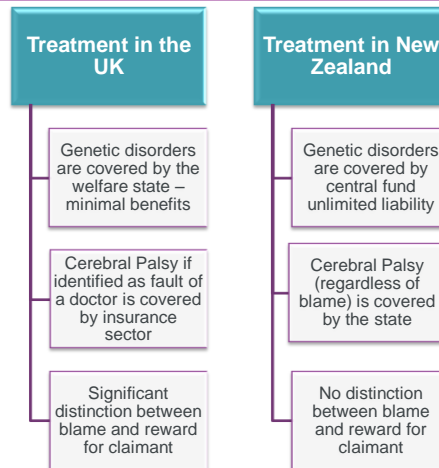 Treatment in the
UK
Genetic disorders
are covered by the
welfare state –
minimal benefits
Cerebral Palsy if
identified as fault of
a doctor is covered
by insurance
sector
Significant
distinction between
blame and reward
for claimant
Treatment in New
Zealand
Genetic disorders
are covered by
central fund
unlimited liability
Cerebral Palsy
(regardless of
blame) is covered
by the state
No distinction
between blame
and reward for
claimant